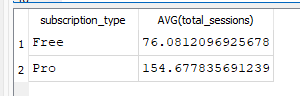 subscription_type AVG(total_sessions)
1 Free 76.0812096925678
2 Pro 154.677835691239